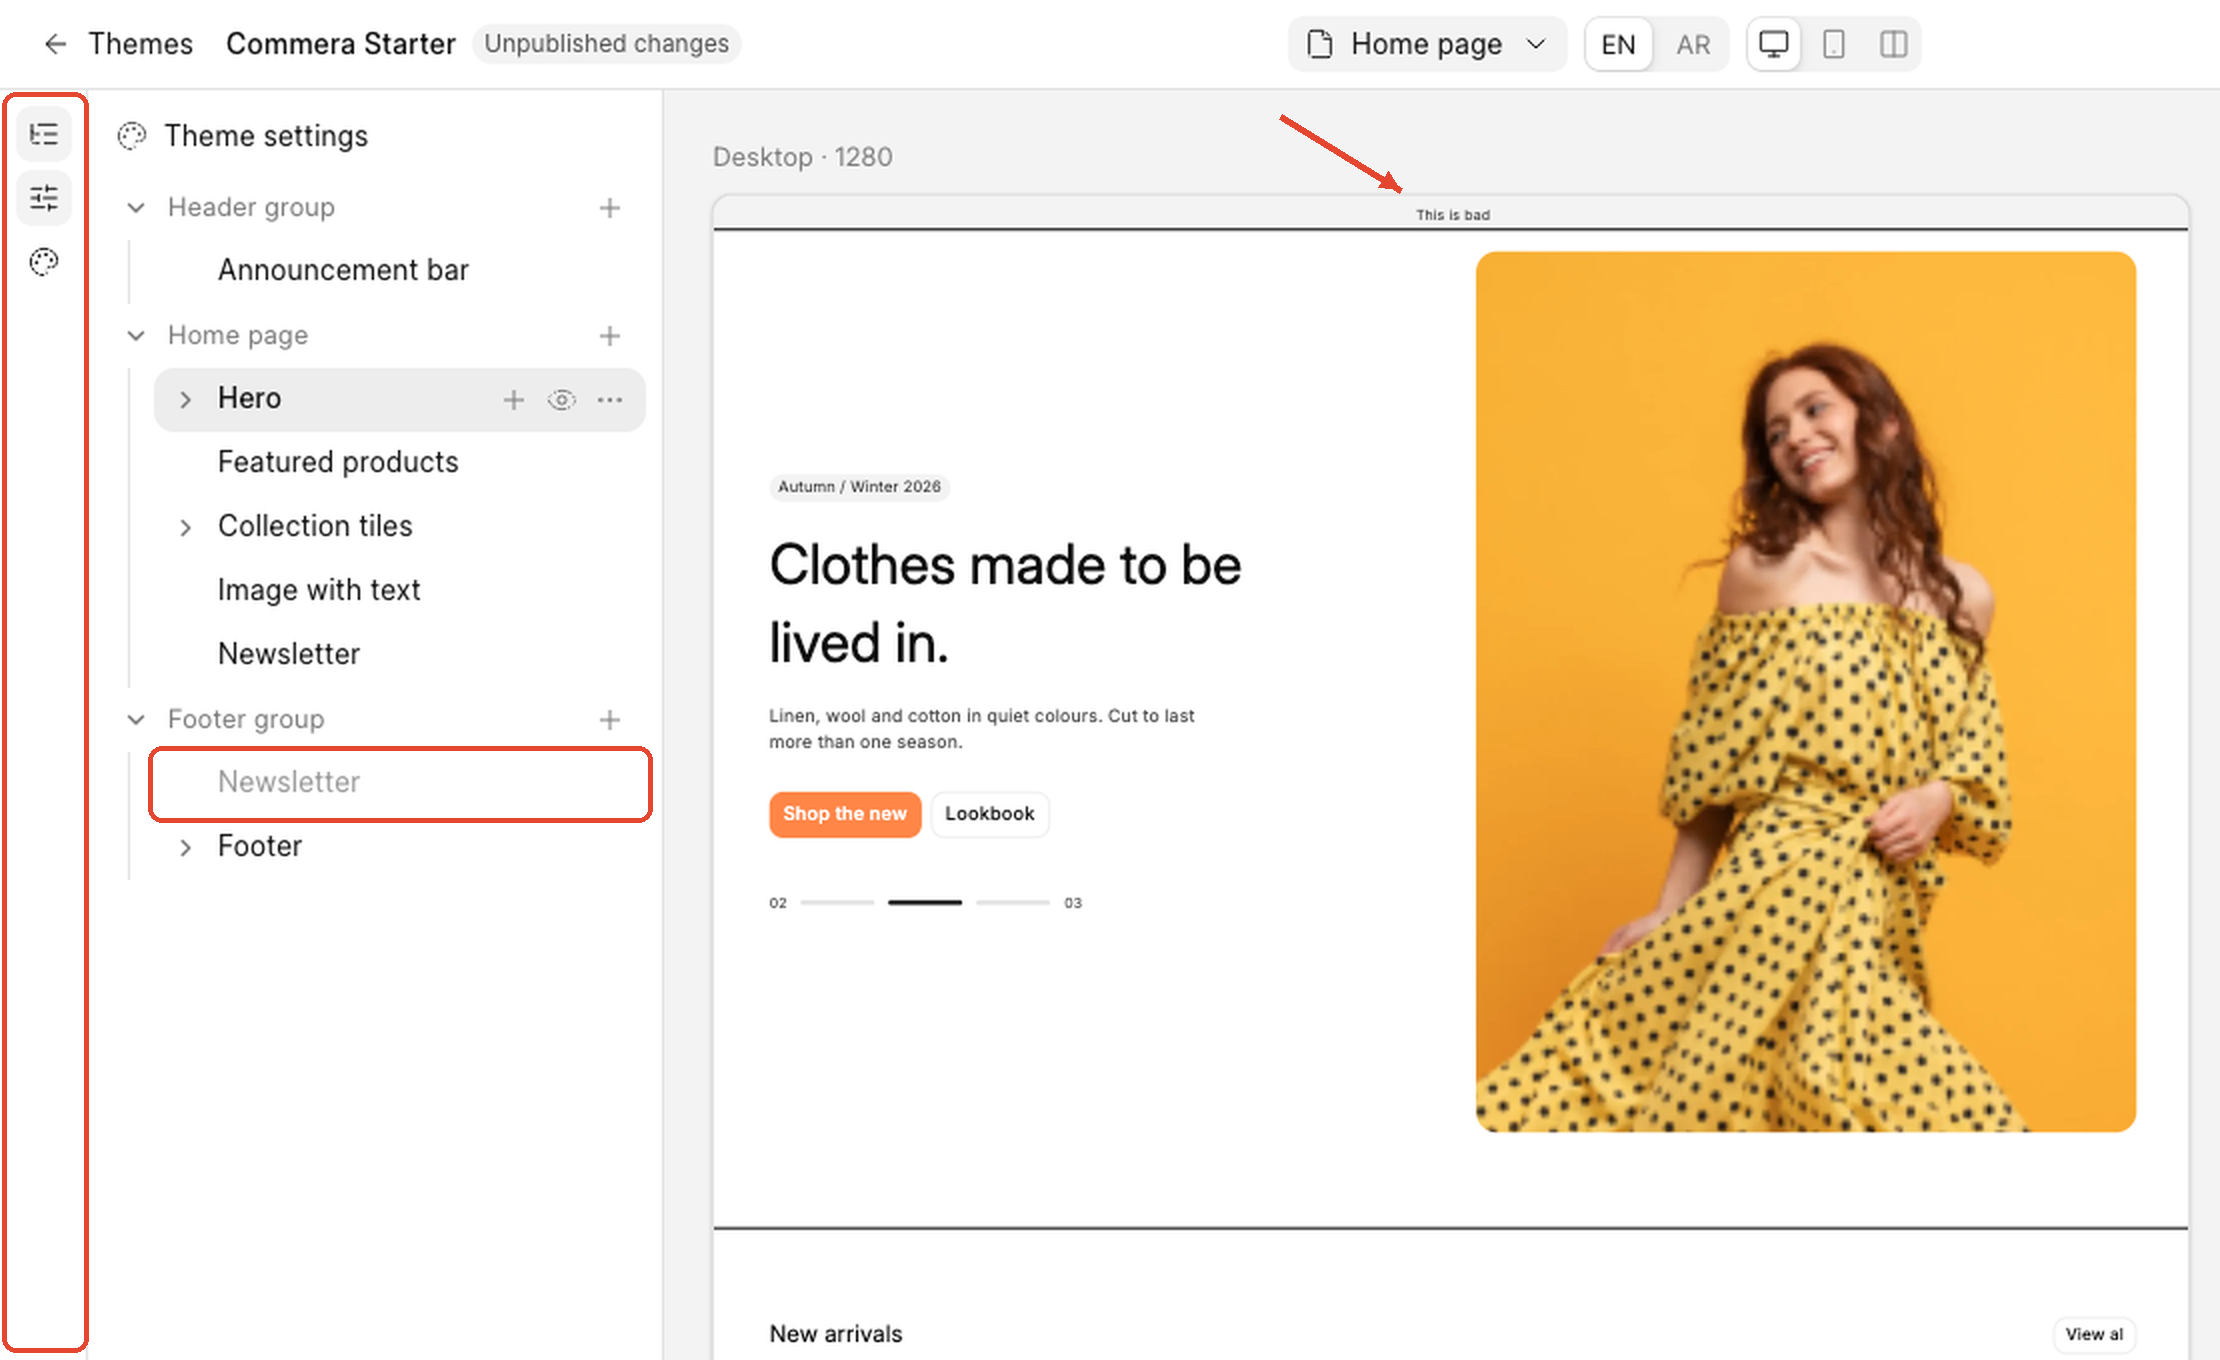 Themes
Commera Starter
Unpublished changes
Home page
EN
AR
Theme settings
Header group
Announcement bar
Home page
Hero
Featured products
Collection tiles
Image with text
Newsletter
Footer group
Newsletter
Footer
Desktop · 1280
This is bad
Autumn / Winter 2026
Clothes made to be
lived in.
Linen, wool and cotton in quiet colours. Cut to last
more than one season.
Shop the new
Lookbook
02
03
New arrivals
View al